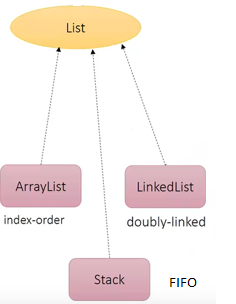 List
ArrayList
LinkedList
index-order
doubly-linked
Stack
FIFO